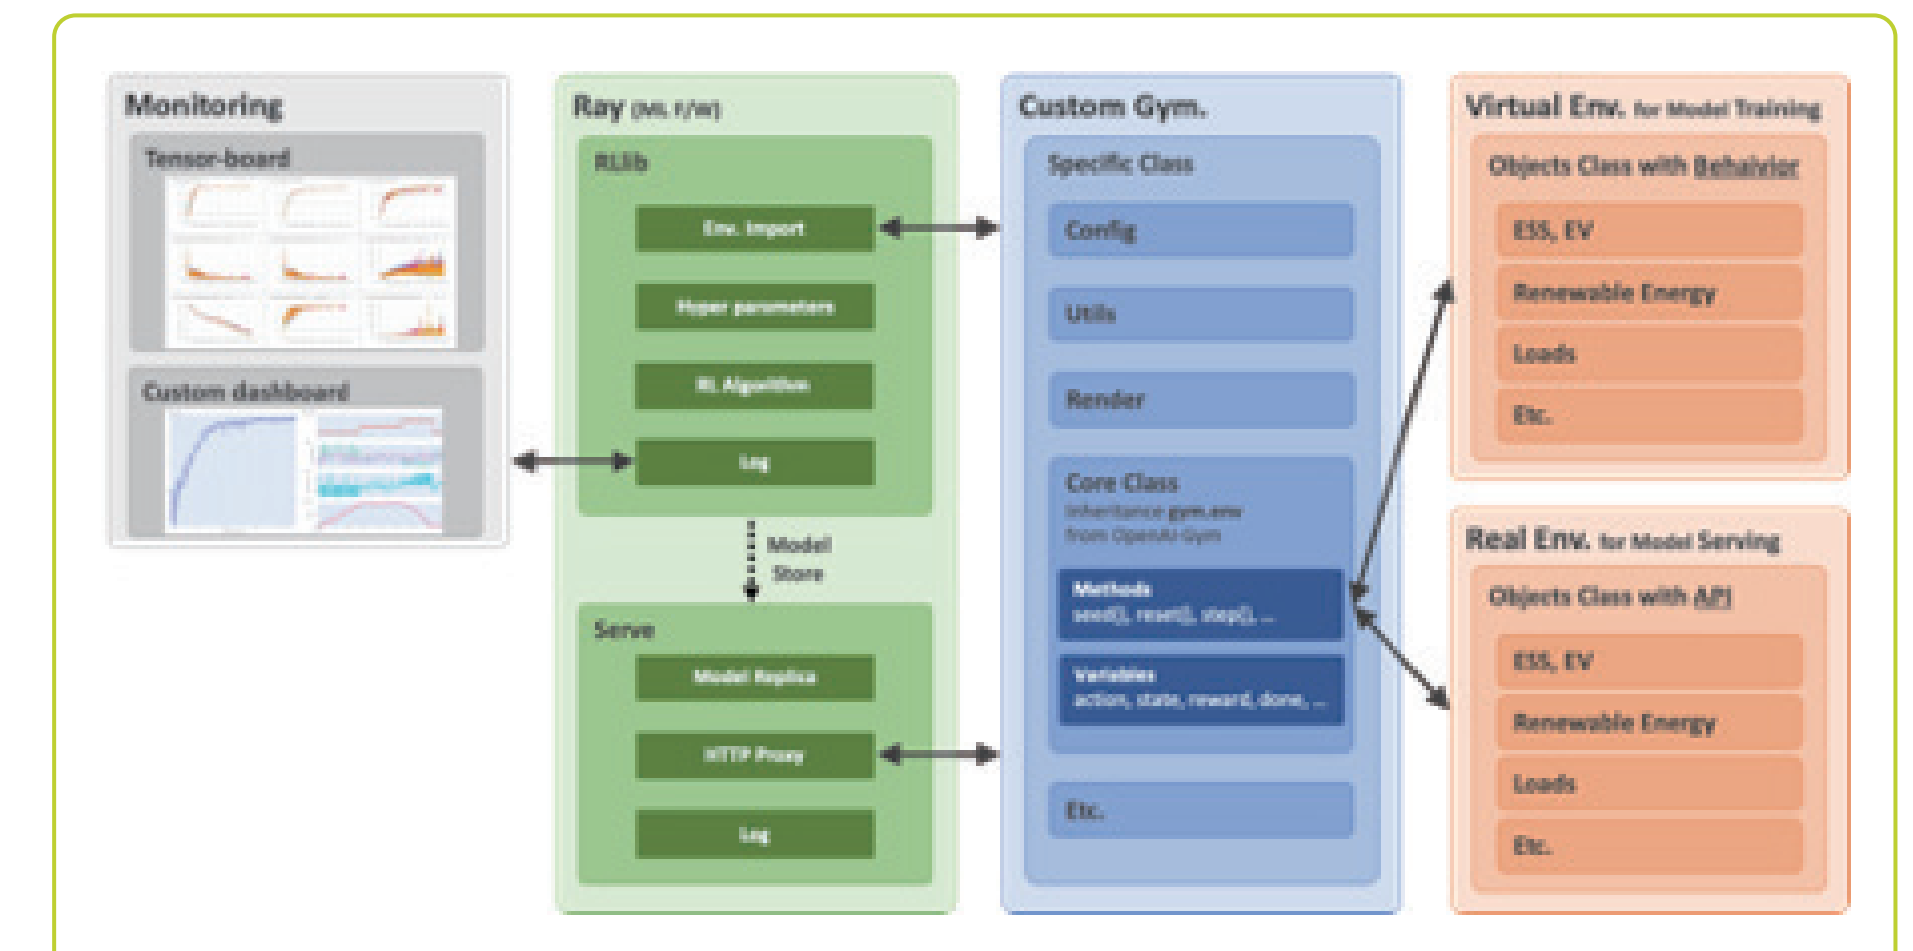 Monitoring
Tensor-board
Custom dashboard
Ray (ML F/W)
RLlib
Env. Import
Hyper parameters
RL Algorithm
Log
Model
Store
Serve
Model Replica
HTTP Proxy
Log
Custom Gym.
Specific Class
Config
Utils
Render
Core Class
Inheritance gym.env
from OpenAI-Gym
Methods
seed(), reset(), step(), ...
Variables
action, state, reward, done, ...
Etc.
Virtual Env. for Model Training
Objects Class with Behaivior
ESS, EV
Renewable Energy
Loads
Etc.
Real Env. for Model Serving
Objects Class with API
ESS, EV
Renewable Energy
Loads
Etc.